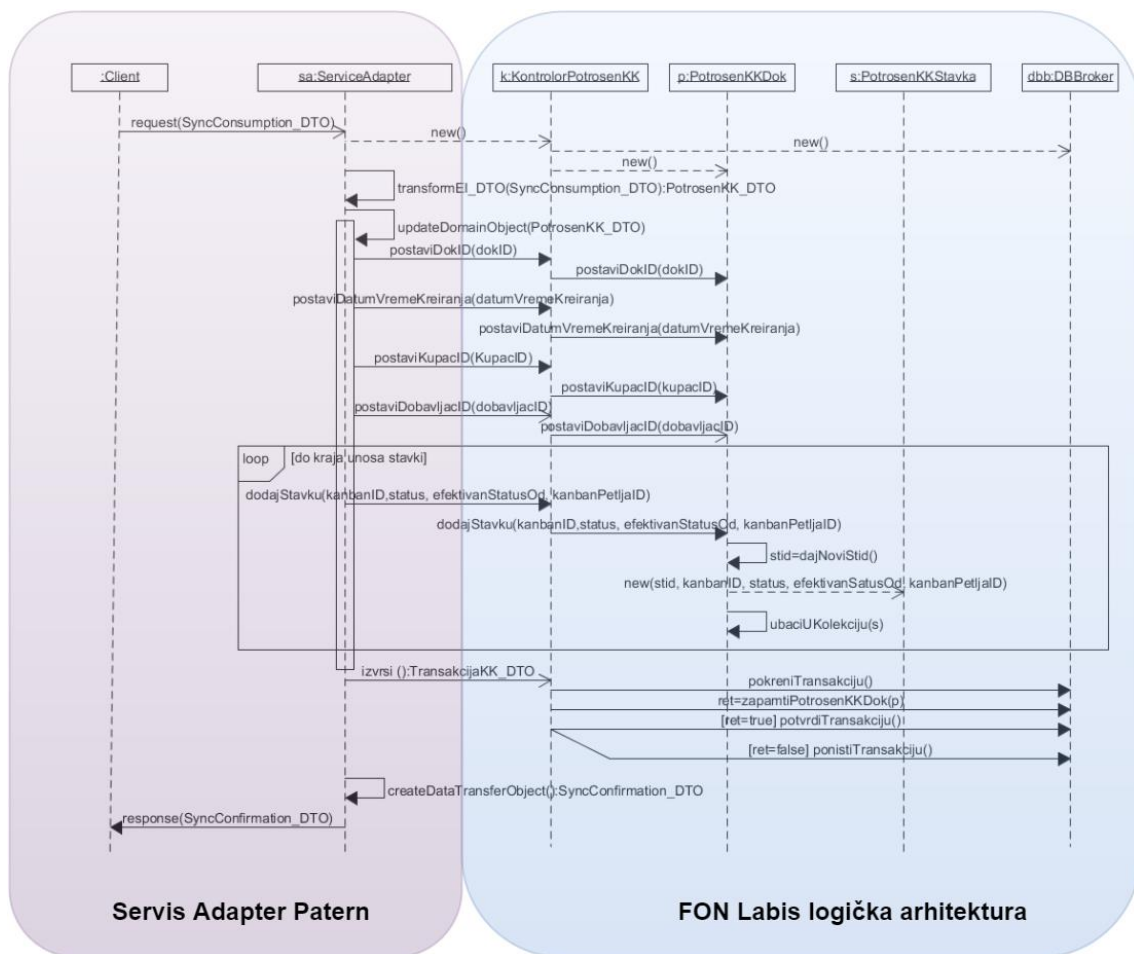 :Client
sa:ServiceAdapter
k:KontrolorPotrosenKK
p:PotrosenKKDok
s:PotrosenKKStavka
dbb:DBBroker
request(SyncConsumption_DTO)
new()
new()
new()
transformEI_DTO(SyncConsumption_DTO):PotrosenKK_DTO
updateDomainObject(PotrosenKK_DTO)
postaviDokID(dokID)
postaviDokID(dokID)
postaviDatumVremeKreiranja(datumVremeKreiranja)
postaviDatumVremeKreiranja(datumVremeKreiranja)
postaviKupacID(KupacID)
postaviKupacID(kupacID)
postaviDobavljacID(dobavljacID)
postaviDobavljacID(dobavljacID)
loop
[do kraja unosa stavki]
dodajStavku(kanbanID,status, efektivanStatusOd, kanbanPetljaID)
dodajStavku(kanbanID,status, efektivanStatusOd, kanbanPetljaID)
stid=dajNoviStid()
new(stid, kanbanID, status, efektivanSatusOd, kanbanPetljaID)
ubaciUKolekciju(s)
izvrsi ():TransakcijaKK_DTO
pokreniTransakciju()
ret=zapamtiPotrosenKKDok(p)
[ret=true] potvrdiTransakciju()
[ret=false] ponistiTransakciju()
createDataTransferObject():SyncConfirmation_DTO
response(SyncConfirmation_DTO)
Servis Adapter Patern
FON Labis logička arhitektura